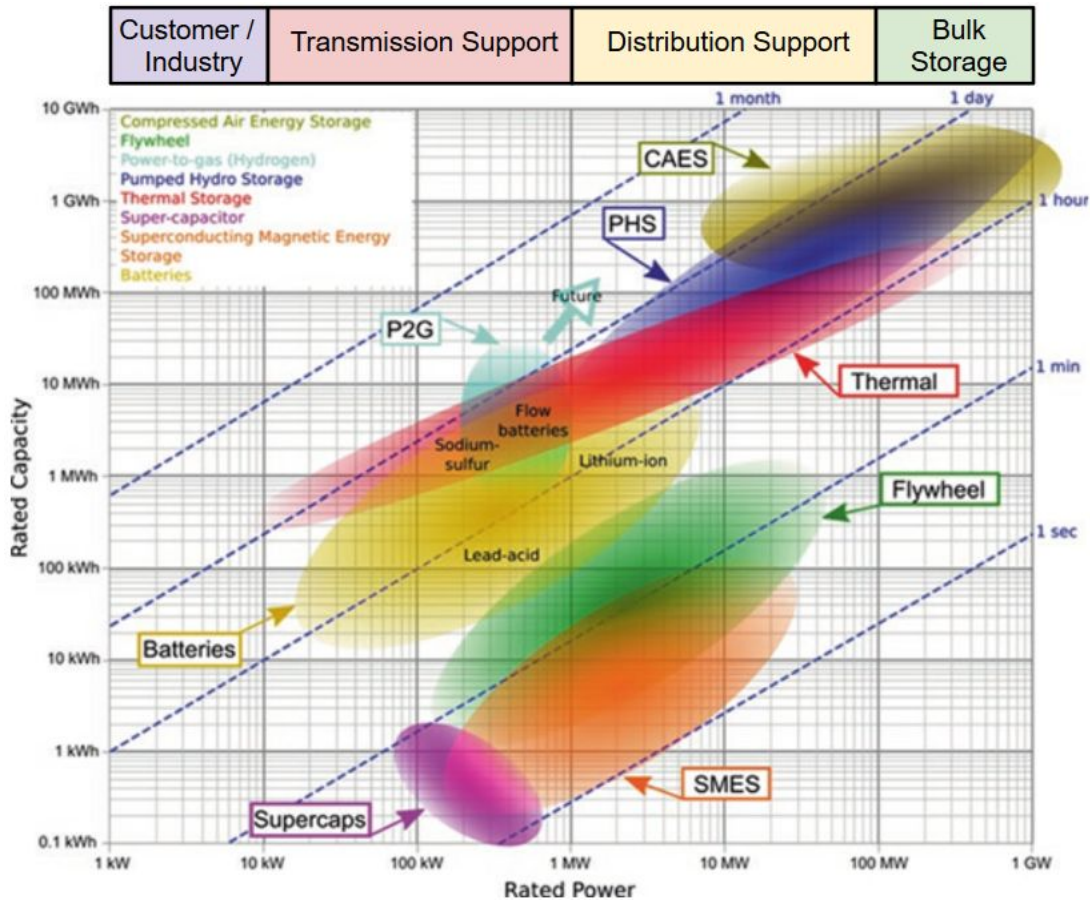 Customer /
Industry
Transmission Support
Distribution Support
Bulk
Storage
1 month
1 day
10 GWh
Compressed Air Energy Storage
Flywheel
Power-to-gas (Hydrogen)
Pumped Hydro Storage
Thermal Storage
Super-capacitor
Superconducting Magnetic Energy
Storage
Batteries
CAES
1 GWh
1 hour
PHS
100 MWh
Future
P2G
1 min
10 MWh
Thermal
Flow
batteries
Sodium-
sulfur
Lithium-ion
1 MWh
Flywheel
1 sec
Lead-acid
100 kWh
Batteries
10 kWh
1 kWh
SMES
Supercaps
0.1 kWh
Rated Capacity
1 kW
10 kW
100 kW
1 MW
10 MW
100 MW
1 GW
Rated Power